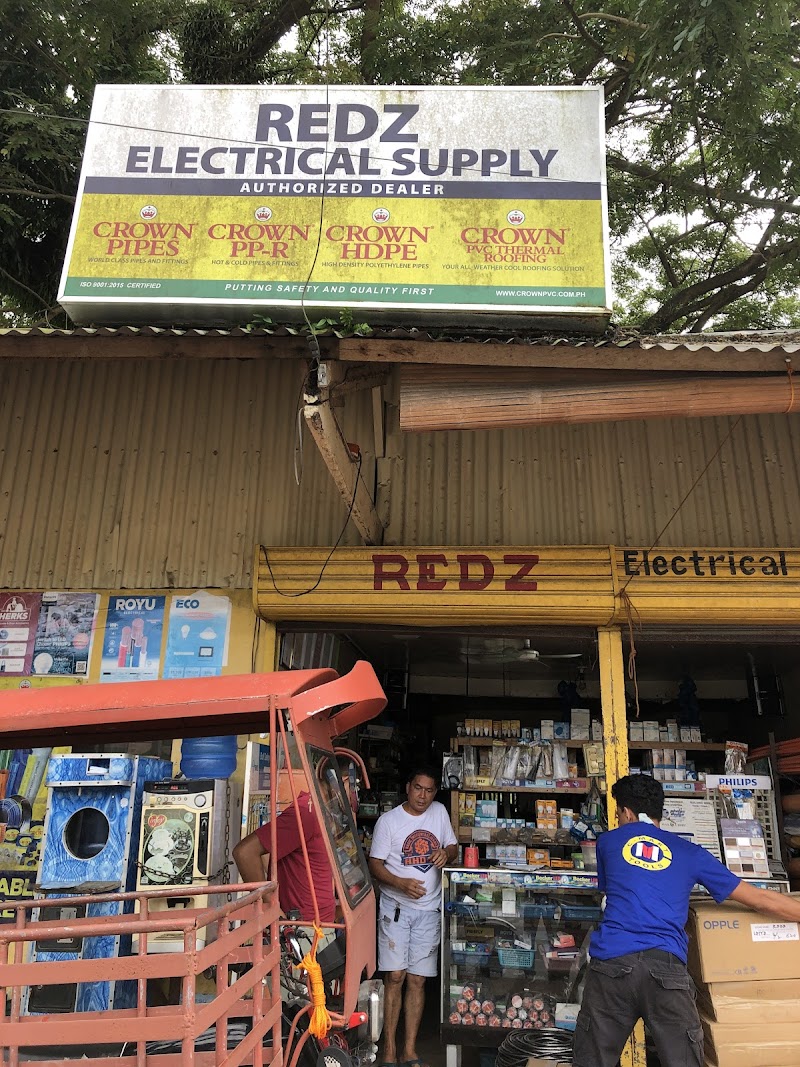 REDZ
ELECTRICAL SUPPLY
AUTHORIZED DEALER
CROWN PIPES
WORLD CLASS PIPES AND FITTINGS
CROWN PP-R
HOT & COLD PIPES & FITTINGS
CROWN HDPE
HIGH DENSITY POLYETHYLENE PIPES
CROWN PVC THERMAL ROOFING
YOUR ALL WEATHER COOL ROOFING SOLUTION
ISO 9001:2015 CERTIFIED
PUTTING SAFETY AND QUALITY FIRST
WWW.CROWNPVC.COM.PH
REDZ Electrical
HERKS
ROYU
ECO
PHILIPS
TOOLS
OPPLE